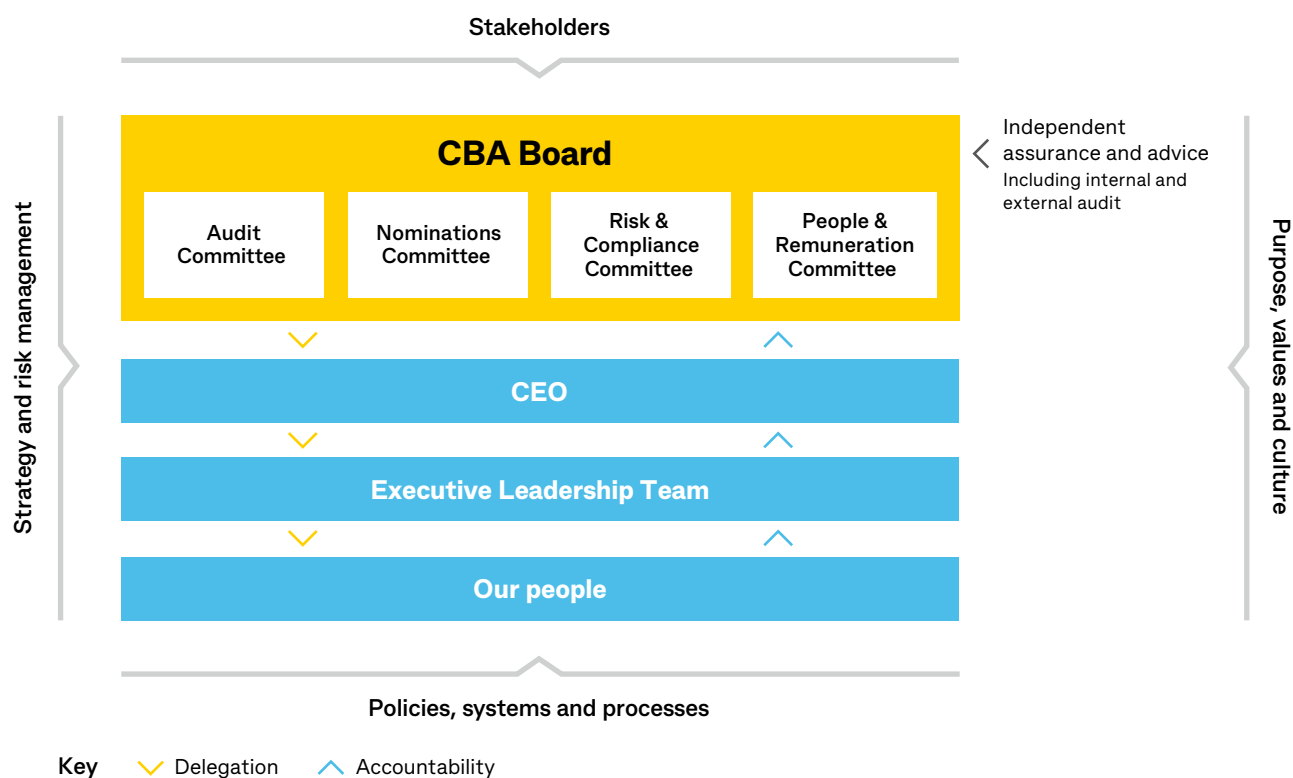 Stakeholders
CBA Board
Audit
Committee
Nominations
Committee
Risk &
Compliance
Committee
People &
Remuneration
Committee
Independent
assurance and advice
Including internal and
external audit
Strategy and risk management
Purpose, values and culture
CEO
Executive Leadership Team
Our people
Policies, systems and processes
Key
Delegation
Accountability